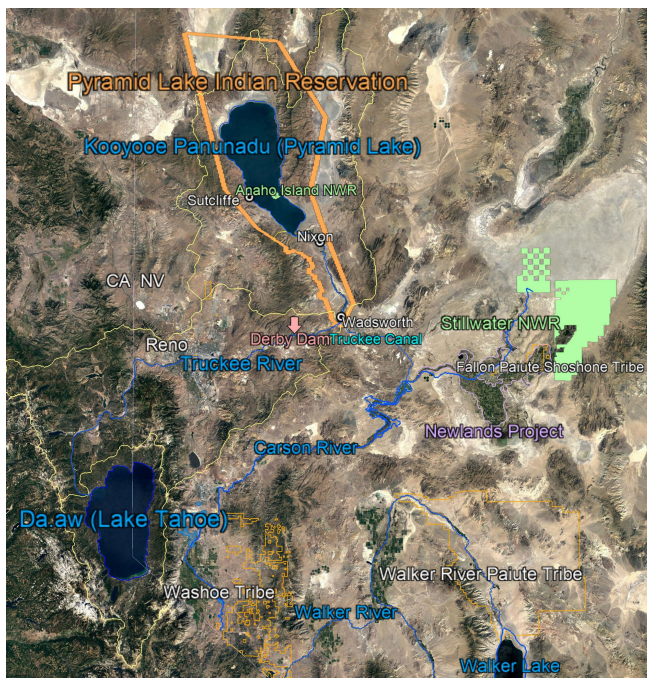 Pyramid Lake Indian Reservation
Kooyooe Panunadu (Pyramid Lake)
Anaho Island NWR
Sutcliffe
Nixon
CA NV
Wadsworth
Stillwater NWR
Derby Dam
Truckee Canal
Reno
Truckee River
Fallon Paiute Shoshone Tribe
Newlands Project
Carson River
Da.aw (Lake Tahoe)
Walker River Paiute Tribe
Washoe Tribe
Walker River
Walker Lake